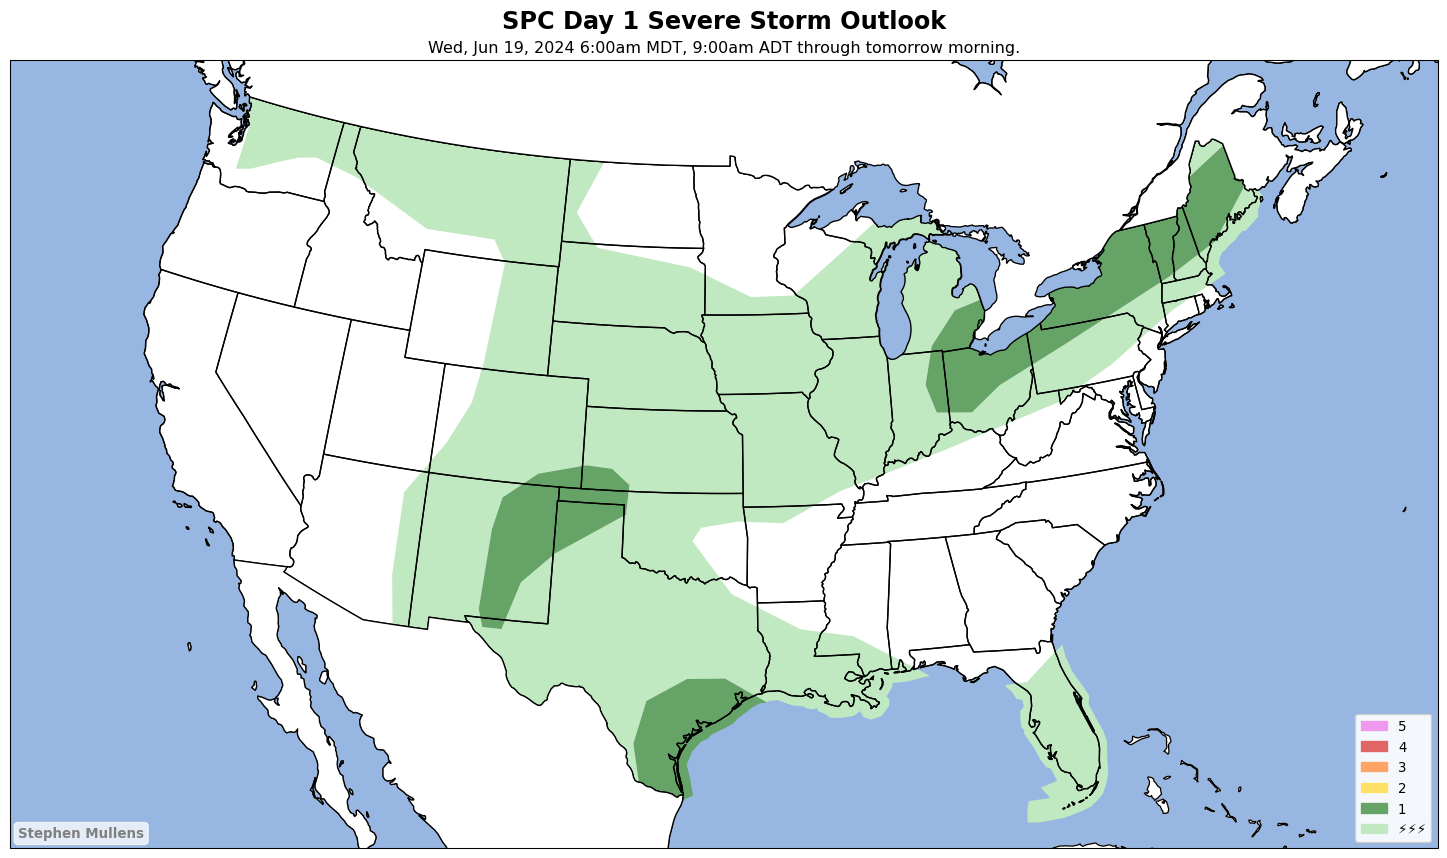 SPC Day 1 Severe Storm Outlook
Wed, Jun 19, 2024 6:00am MDT, 9:00am ADT through tomorrow morning.
5
4
3
2
1
⚡⚡⚡
Stephen Mullens